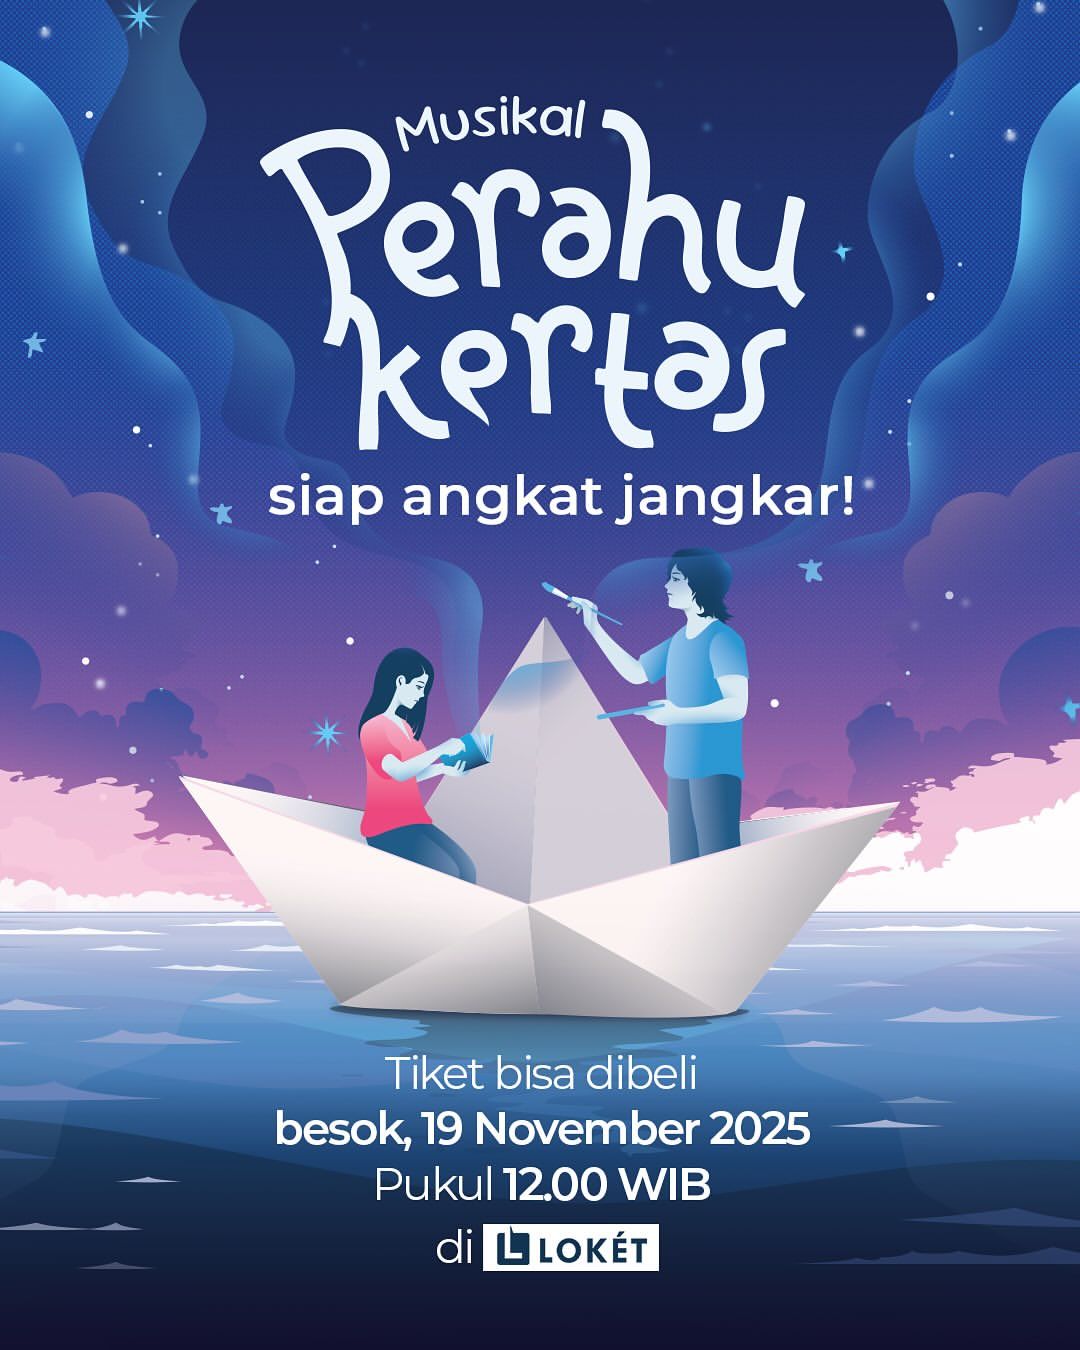 Musikal
Perahu
kertas
siap angkat jangkar!
Tiket bisa dibeli
besok, 19 November 2025
Pukul 12.00 WIB
di LOKÉT